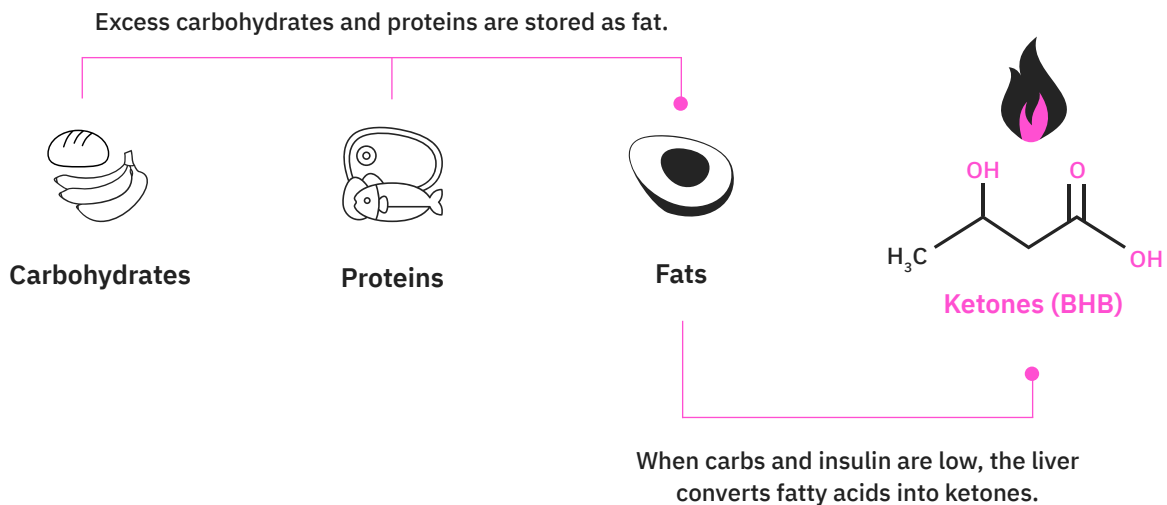 Excess carbohydrates and proteins are stored as fat.
Carbohydrates
Proteins
Fats
OH
O
H₃C
OH
Ketones (BHB)
When carbs and insulin are low, the liver
converts fatty acids into ketones.